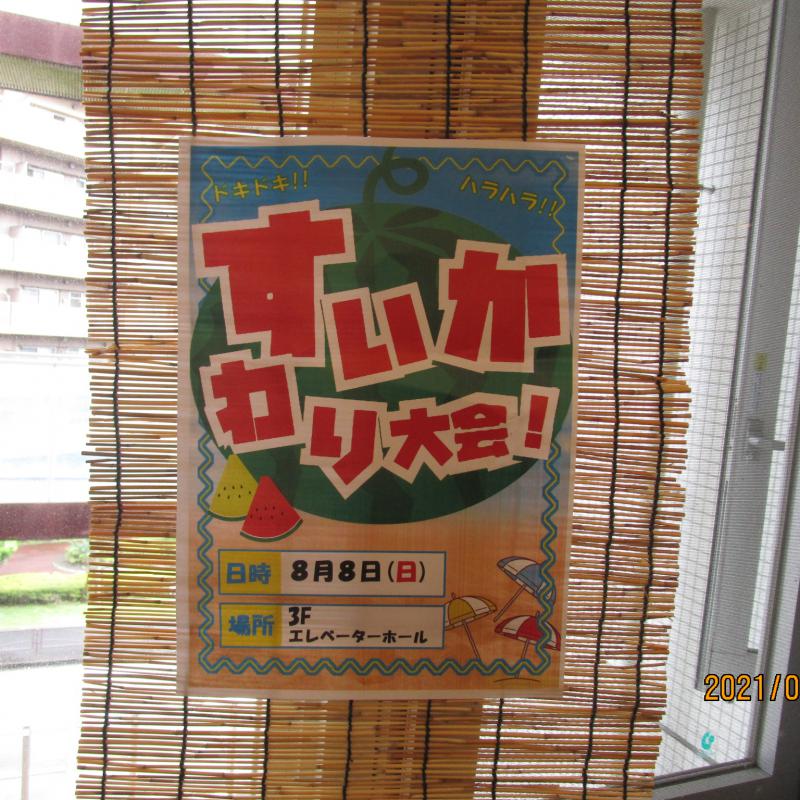 ドキドキ!!
ハラハラ!!
すいか
わり大会!
日時 8月8日(日)
場所 3F
エレベーターホール
2021/0